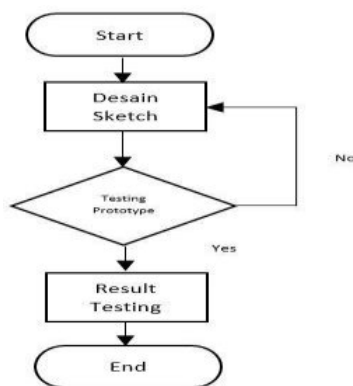 Start
Desain
Sketch
No
Testing
Prototype
Yes
Result
Testing
End